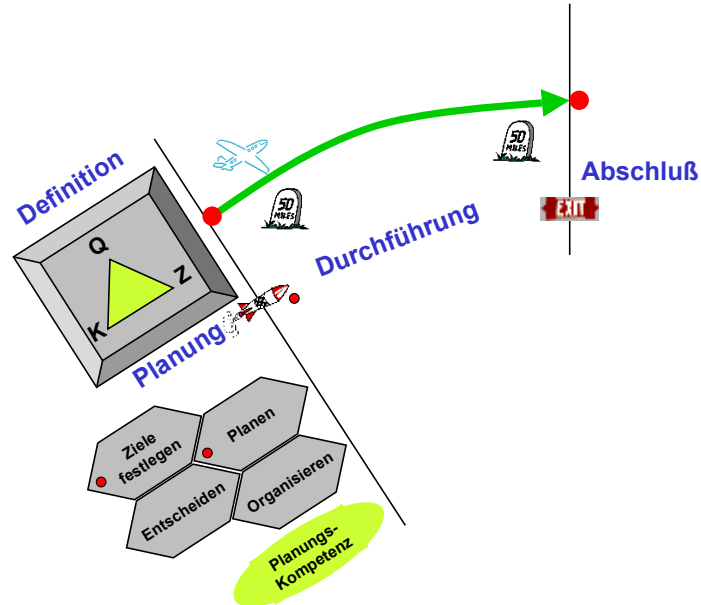 Definition
Q
Z
K
Planung
50
MILES
Durchführung
50
MILES
Abschluß
EXIT
Ziele
festlegen
Planen
Entscheiden
Organisieren
Planungs-
Kompetenz